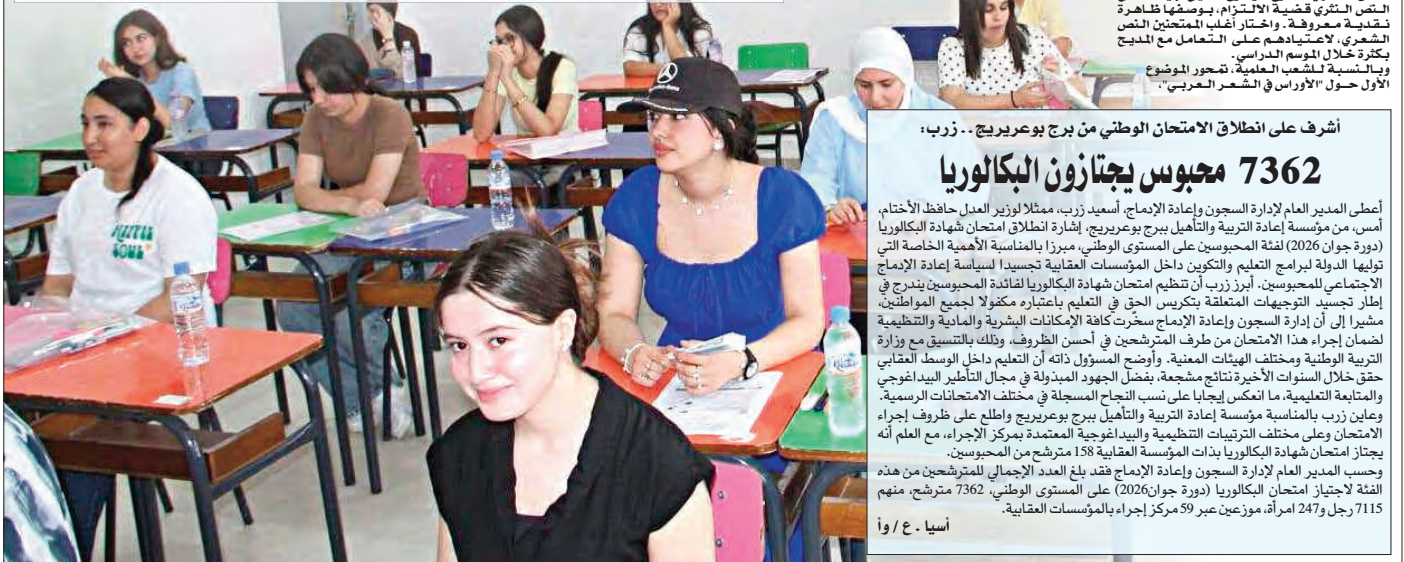 النص النثري قضية الالتزام، بوصفها ظاهرة
نقدية معروفة. واختار أغلب الممتحنين النص
الشعري، لاعتيادهم على التعامل مع المديح
بكثرة خلال الموسم الدراسي.
وبالنسبة للشعب العلمية، تمحور الموضوع
الأول حول "الأوراس في الشعر العربي"،
أشرف على انطلاق الامتحان الوطني من برج بوعريريج.. زرب:
7362 محبوس يجتازون البكالوريا
أعطى المدير العام لإدارة السجون وإعادة الإدماج، أسعيد زرب، ممثلا لوزير العدل حافظ الأختام،
أمس، من مؤسسة إعادة التربية والتأهيل ببرج بوعريريج، إشارة انطلاق امتحان شهادة البكالوريا
(دورة جوان 2026) لفئة المحبوسين على المستوى الوطني، مبرزا بالمناسبة الأهمية الخاصة التي
توليها الدولة لبرامج التعليم والتكوين داخل المؤسسات العقابية تجسيدا لسياسة إعادة الإدماج
الاجتماعي للمحبوسين. أبرز زرب أن تنظيم امتحان شهادة البكالوريا لفائدة المحبوسين يندرج في
إطار تجسيد التوجيهات المتعلقة بتكريس الحق في التعليم باعتباره مكفولا لجميع المواطنين،
مشيرا إلى أن إدارة السجون وإعادة الإدماج سخّرت كافة الإمكانات البشرية والمادية والتنظيمية
لضمان إجراء هذا الامتحان من طرف المترشحين في أحسن الظروف، وذلك بالتنسيق مع وزارة
التربية الوطنية ومختلف الهيئات المعنية. وأوضح المسؤول ذاته أن التعليم داخل الوسط العقابي
حقق خلال السنوات الأخيرة نتائج مشجعة، بفضل الجهود المبذولة في مجال التأطير البيداغوجي
والمتابعة التعليمية، ما انعكس إيجابا على نسب النجاح المسجلة في مختلف الامتحانات الرسمية.
وعاين زرب بالمناسبة مؤسسة إعادة التربية والتأهيل ببرج بوعريريج واطلع على ظروف إجراء
الامتحان وعلى مختلف الترتيبات التنظيمية والبيداغوجية المعتمدة بمركز الإجراء، مع العلم أنه
يجتاز امتحان شهادة البكالوريا بذات المؤسسة العقابية 158 مترشح من المحبوسين.
وحسب المدير العام لإدارة السجون وإعادة الإدماج فقد بلغ العدد الإجمالي للمترشحين من هذه
الفئة لاجتياز امتحان البكالوريا (دورة جوان2026) على المستوى الوطني، 7362 مترشح، منهم
7115 رجل و247 امرأة، موزعين عبر 59 مركز إجراء بالمؤسسات العقابية.
أسيا . ع / وأ